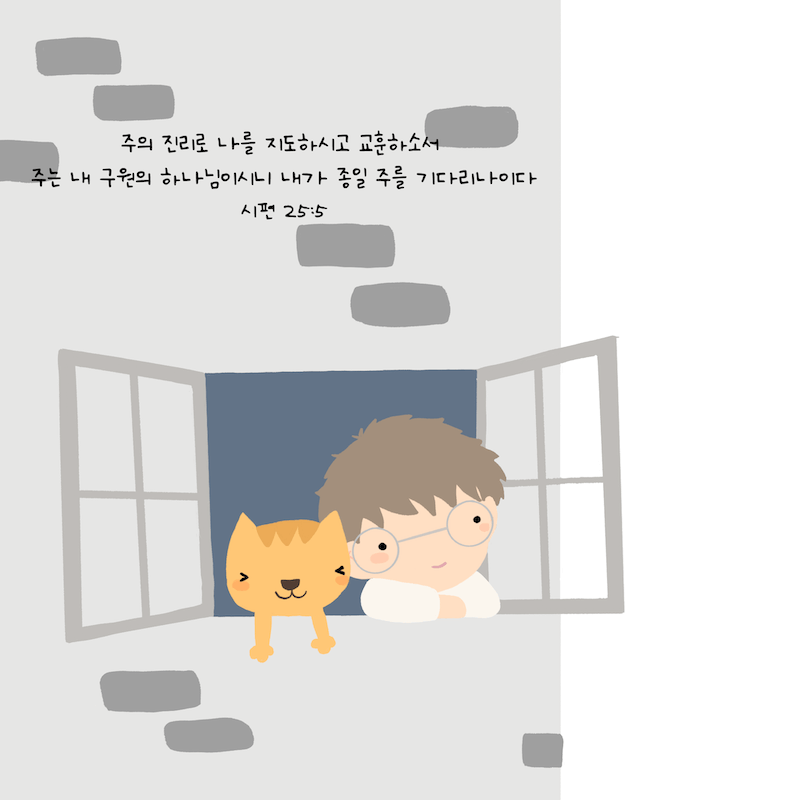 주의 진리로 나를 지도하시고 교훈하소서
주는 내 구원의 하나님이시니 내가 종일 주를 기다리나이다
시편 25:5